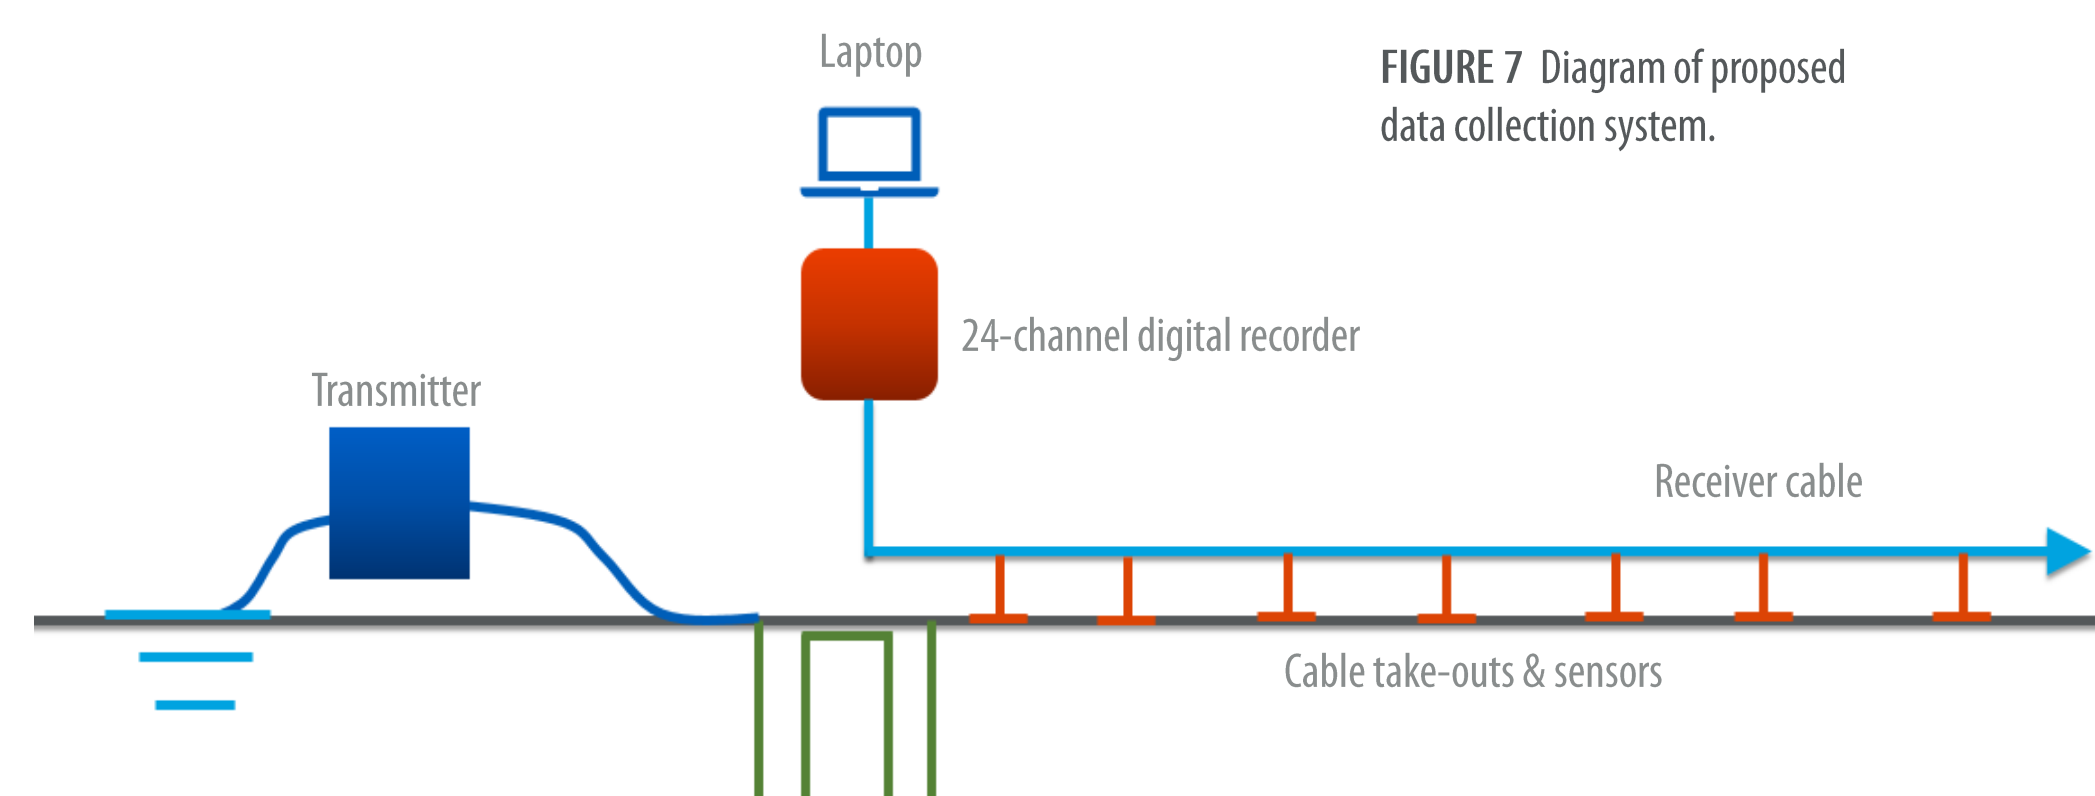 Laptop
FIGURE 7 Diagram of proposed
data collection system.
24-channel digital recorder
Transmitter
Receiver cable
Cable take-outs & sensors